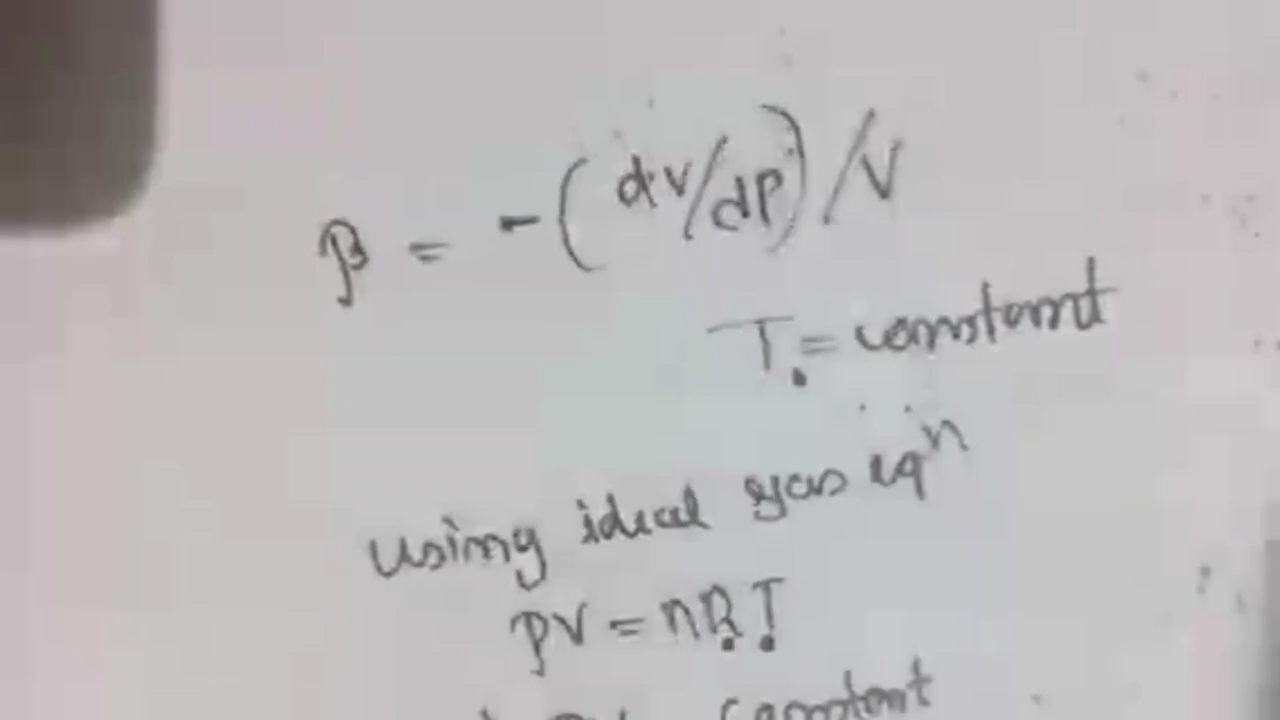 β = -(dv/dp)/V
T = constant
using ideal gas eqⁿ
PV = nRT
constant